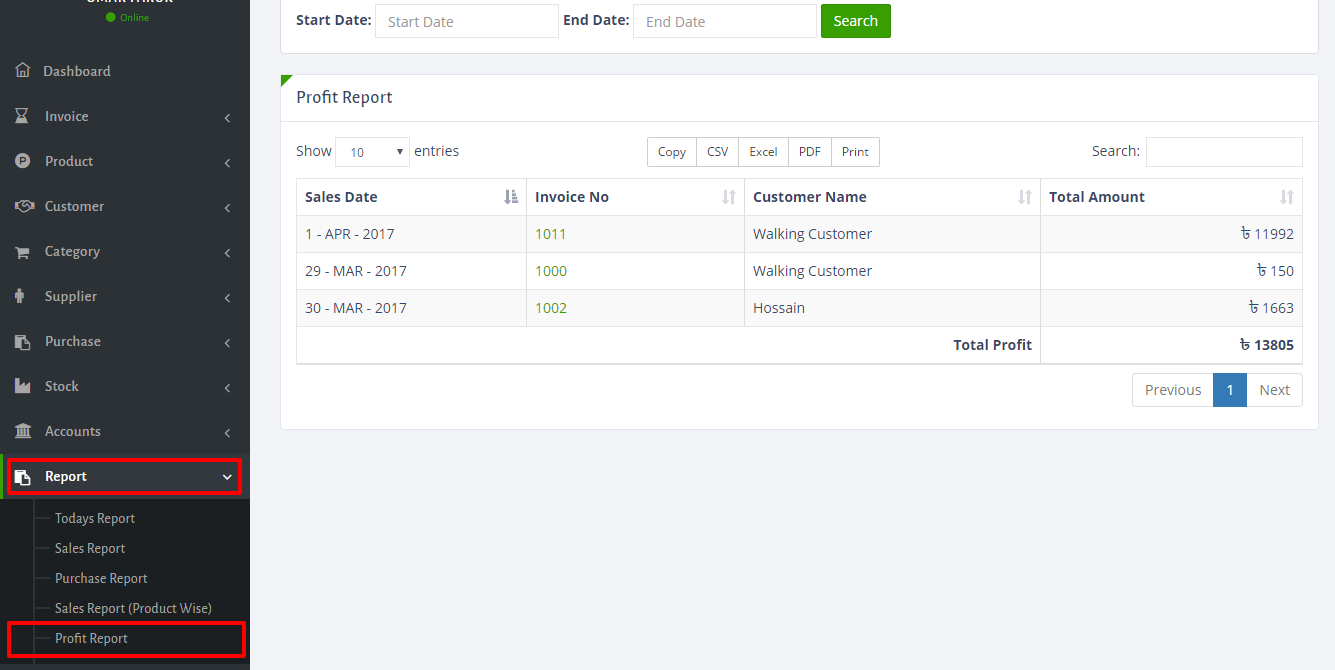 Online
Dashboard
Invoice
Product
Customer
Category
Supplier
Purchase
Stock
Accounts
Report
Todays Report
Sales Report
Purchase Report
Sales Report (Product Wise)
Profit Report
Start Date: Start Date End Date: End Date Search
Profit Report
Show 10 entries Copy CSV Excel PDF Print Search:
Sales Date Invoice No Customer Name Total Amount
1 - APR - 2017 1011 Walking Customer ৳ 11992
29 - MAR - 2017 1000 Walking Customer ৳ 150
30 - MAR - 2017 1002 Hossain ৳ 1663
Total Profit ৳ 13805
Previous 1 Next